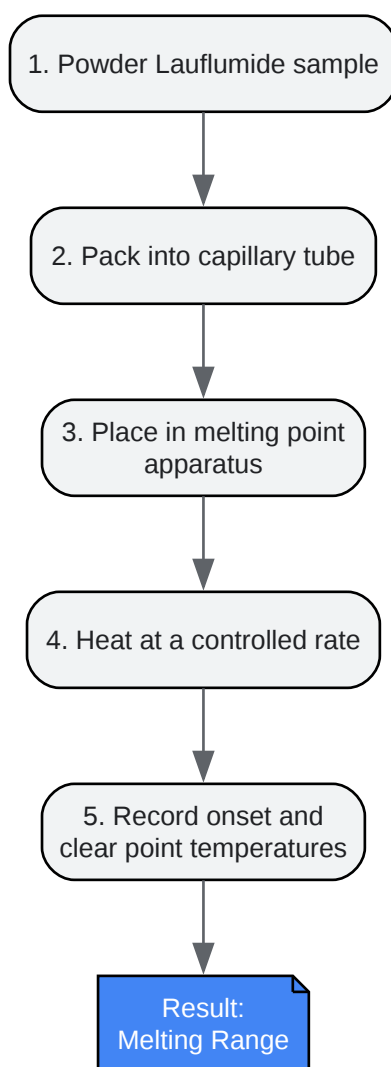 1. Powder Lauflumide sample
2. Pack into capillary tube
3. Place in melting point
apparatus
4. Heat at a controlled rate
5. Record onset and
clear point temperatures
Result:
Melting Range